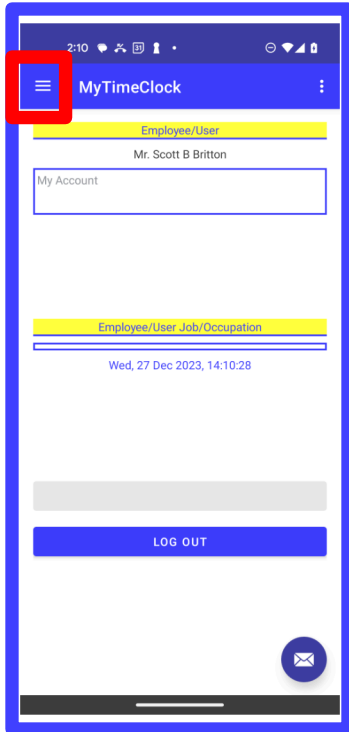 2:10 31
MyTimeClock
Employee/User
Mr. Scott B Britton
My Account
Employee/User Job/Occupation
Wed, 27 Dec 2023, 14:10:28
LOG OUT